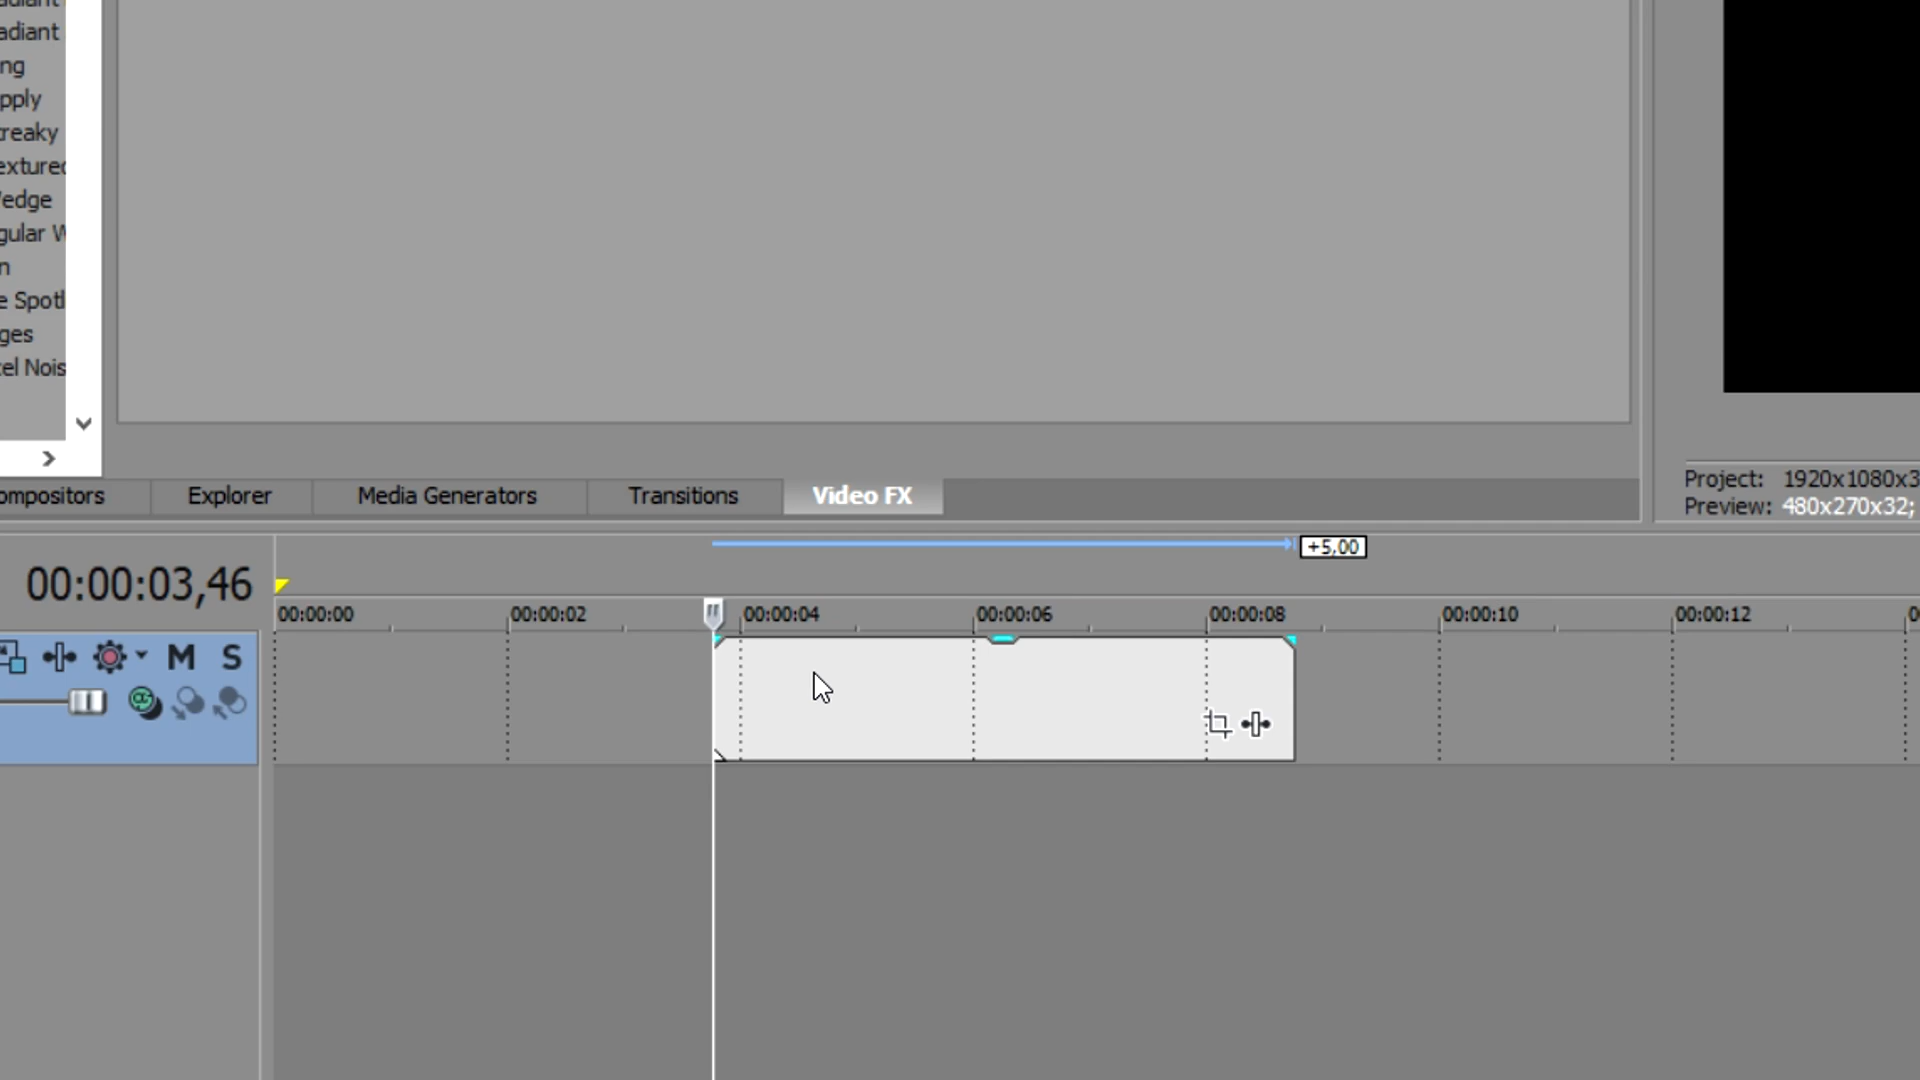 adiant
ng
pply
reaky
extured
edge
gular W
n
e Spotl
ges
el Nois
ompositors
Explorer
Media Generators
Transitions
Video FX
Project: 1920x1080x3
Preview: 480x270x32;
+5,00
00:00:03,46
00:00:00
00:00:02
00:00:04
00:00:06
00:00:08
00:00:10
00:00:12
M
S